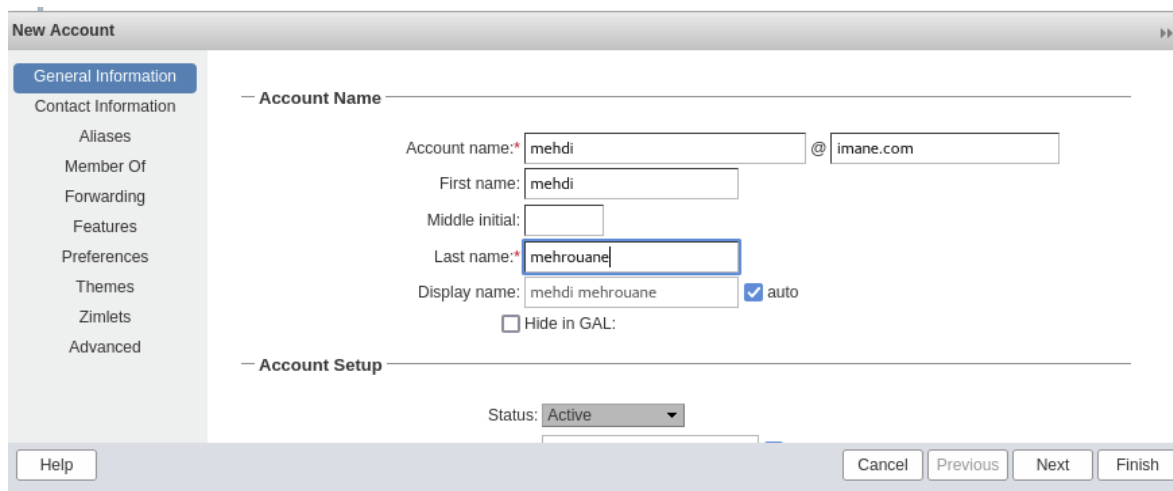 New Account
General Information
Contact Information
Aliases
Member Of
Forwarding
Features
Preferences
Themes
Zimlets
Advanced
Account Name
Account name:* mehdi @ imane.com
First name: mehdi
Middle initial:
Last name:* mehrouane
Display name: mehdi mehrouane auto
Hide in GAL:
Account Setup
Status: Active
Help Cancel Previous Next Finish